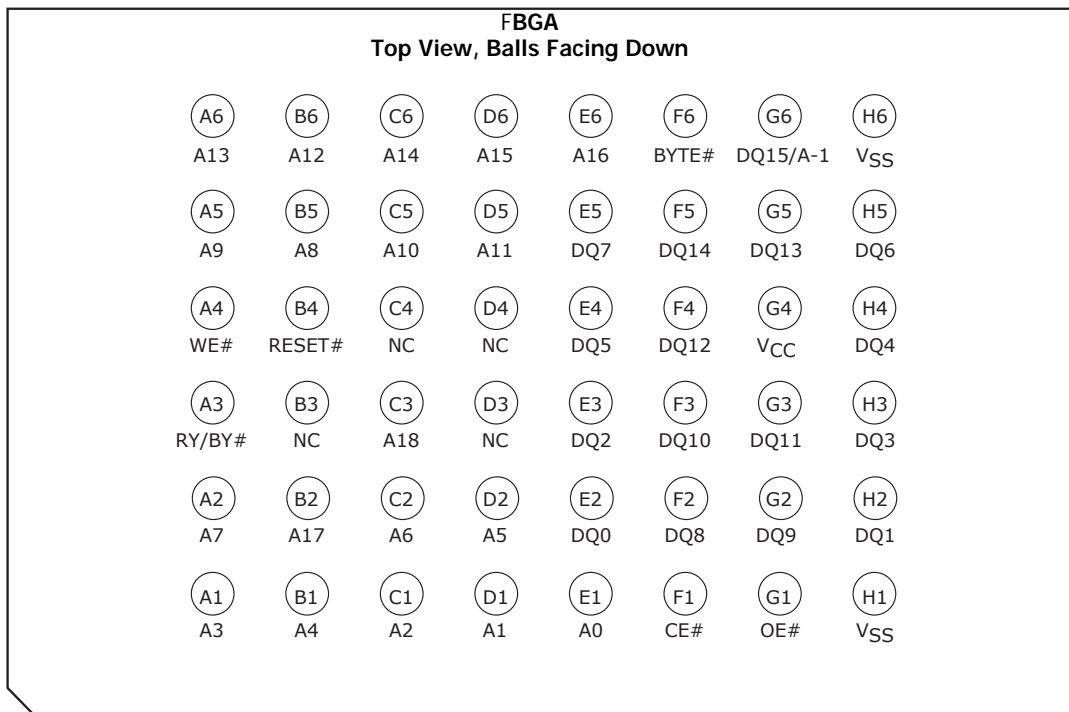 FBGA
Top View, Balls Facing Down
A6 B6 C6 D6 E6 F6 G6 H6
A13 A12 A14 A15 A16 BYTE# DQ15/A-1 VSS
A5 B5 C5 D5 E5 F5 G5 H5
A9 A8 A10 A11 DQ7 DQ14 DQ13 DQ6
A4 B4 C4 D4 E4 F4 G4 H4
WE# RESET# NC NC DQ5 DQ12 VCC DQ4
A3 B3 C3 D3 E3 F3 G3 H3
RY/BY# NC A18 NC DQ2 DQ10 DQ11 DQ3
A2 B2 C2 D2 E2 F2 G2 H2
A7 A17 A6 A5 DQ0 DQ8 DQ9 DQ1
A1 B1 C1 D1 E1 F1 G1 H1
A3 A4 A2 A1 A0 CE# OE# VSS